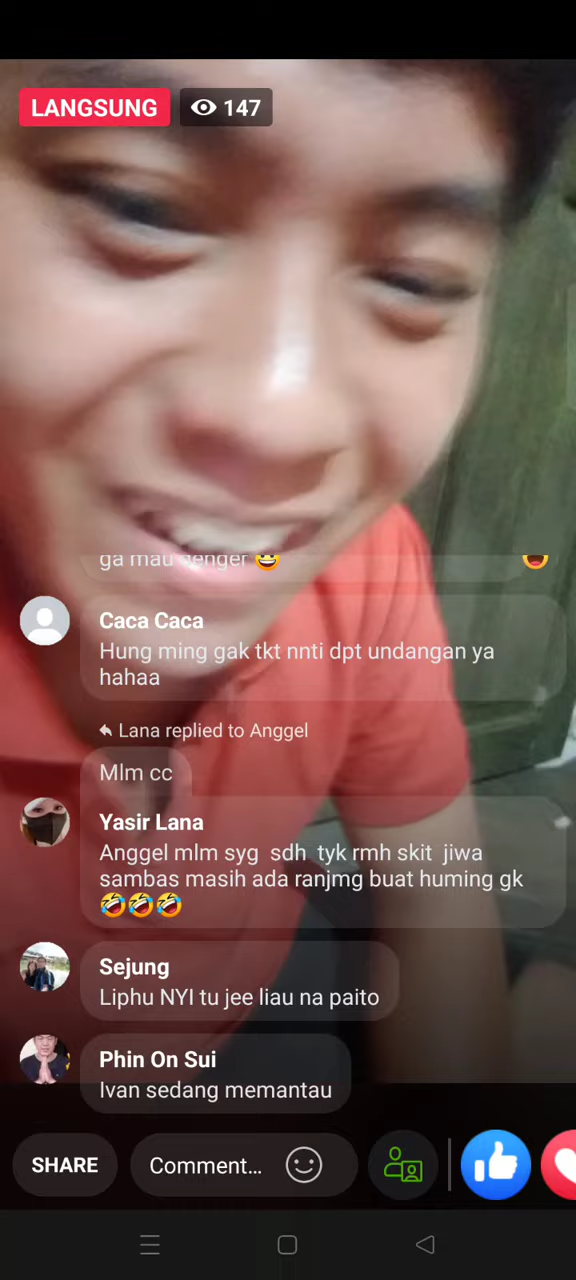 LANGSUNG 147
ga mau denger 😄
Caca Caca
Hung ming gak tkt nnti dpt undangan ya
hahaa
Lana replied to Anggel
Mlm cc
Yasir Lana
Anggel mlm syg sdh tyk rmh skit jiwa
sambas masih ada ranjmg buat huming gk
🤣🤣🤣
Sejung
Liphu NYI tu jee liau na paito
Phin On Sui
Ivan sedang memantau
SHARE
Comment...